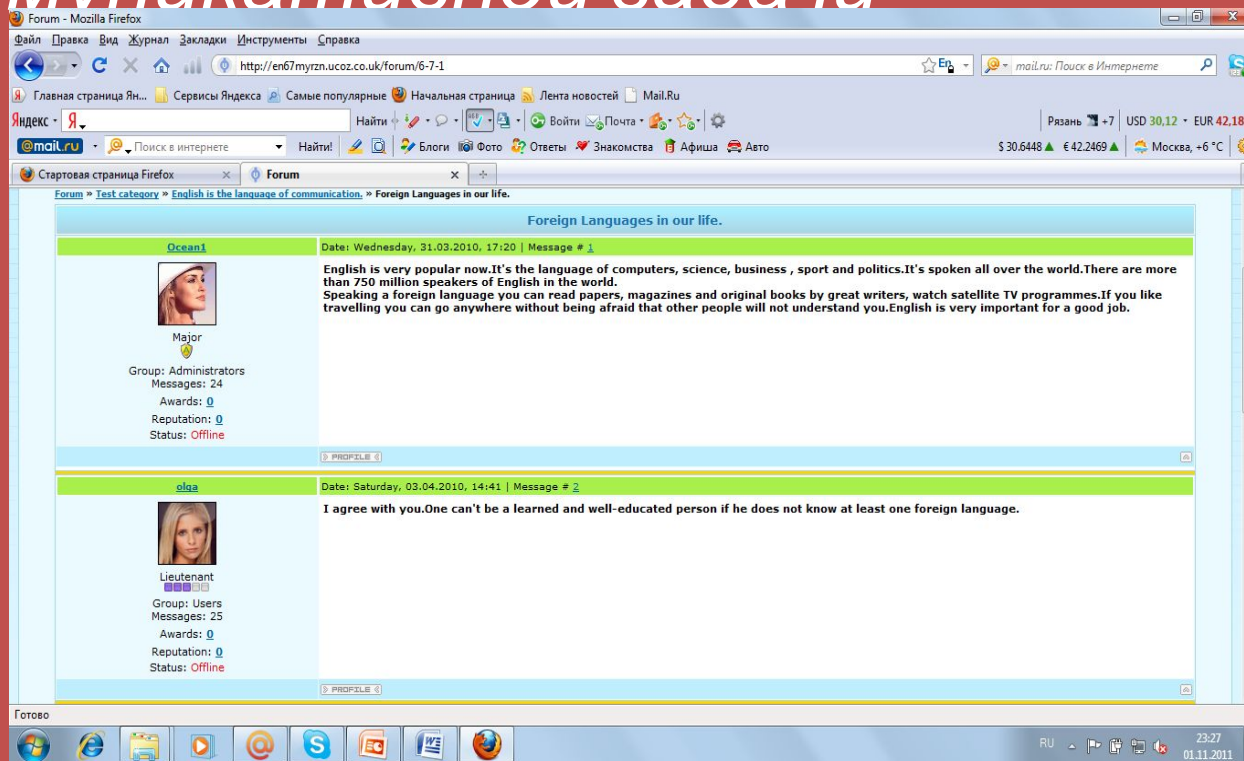 муникативной задачи
Forum - Mozilla Firefox
Файл Правка Вид Журнал Закладки Инструменты Справка
http://en67myrzn.ucoz.co.uk/forum/6-7-1
En
mail.ru: Поиск в Интернете
Главная страница Ян... Сервисы Яндекса Самые популярные Начальная страница Лента новостей Mail.Ru
Яндекс Я Найти Войти Почта Рязань +7 USD 30,12 EUR 42,18
@mail.ru Поиск в интернете Найти! Блоги Фото Ответы Знакомства Афиша Авто $ 30.6448 € 42.2469 Москва, +6 °C
Стартовая страница Firefox Forum
Forum » Test category » English is the language of communication. » Foreign Languages in our life.
Foreign Languages in our life.
Ocean1 Date: Wednesday, 31.03.2010, 17:20 | Message # 1
English is very popular now.It's the language of computers, science, business , sport and politics.It's spoken all over the world.There are more
than 750 million speakers of English in the world.
Speaking a foreign language you can read papers, magazines and original books by great writers, watch satellite TV programmes.If you like
travelling you can go anywhere without being afraid that other people will not understand you.English is very important for a good job.
Major
Group: Administrators
Messages: 24
Awards: 0
Reputation: 0
Status: Offline
PROFILE
olga Date: Saturday, 03.04.2010, 14:41 | Message # 2
I agree with you.One can't be a learned and well-educated person if he does not know at least one foreign language.
Lieutenant
Group: Users
Messages: 25
Awards: 0
Reputation: 0
Status: Offline
PROFILE
Готово
RU 23:27
01.11.2011